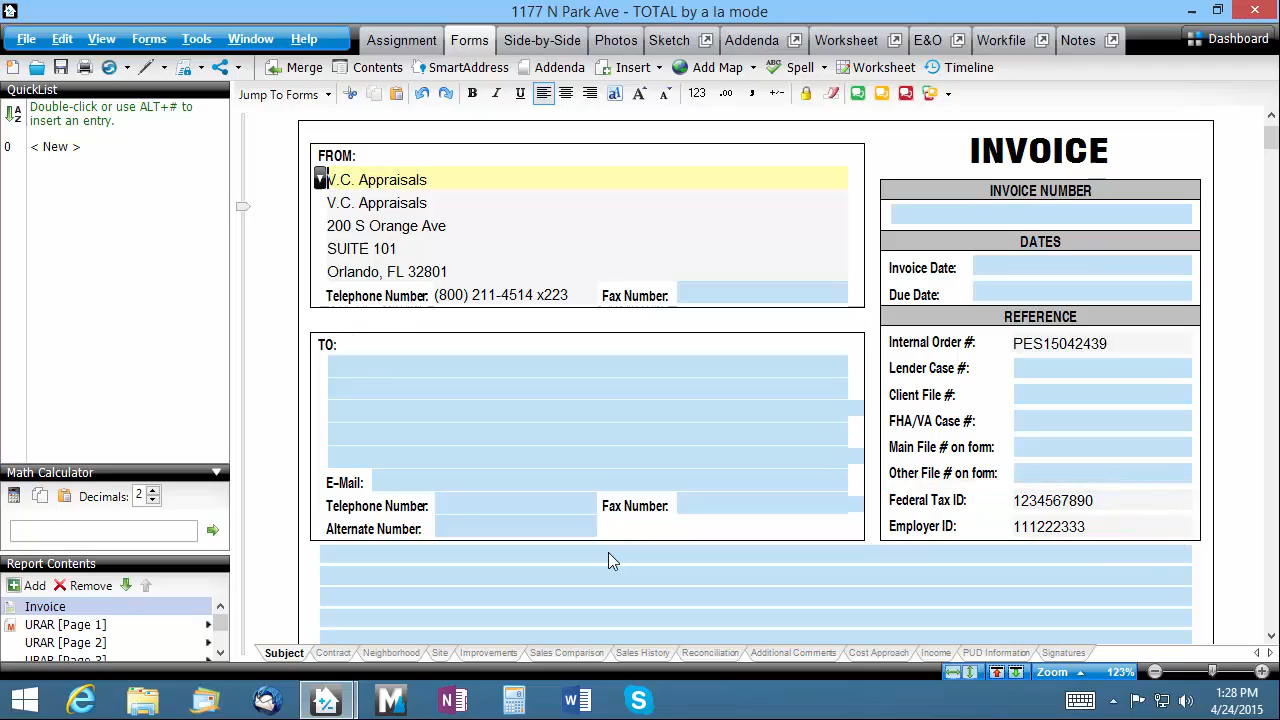 1177 N Park Ave - TOTAL by a la mode
File Edit View Forms Tools Window Help
Assignment Forms Side-by-Side Photos Sketch Addenda Worksheet E&O Workfile Notes Dashboard
Merge Contents SmartAddress Addenda Insert Add Map Spell Worksheet Timeline
QuickList
Jump To Forms B I U 123 .00
Double-click or use ALT+# to
insert an entry.
0 < New >
FROM:
V.C. Appraisals
V.C. Appraisals
200 S Orange Ave
SUITE 101
Orlando, FL 32801
Telephone Number: (800) 211-4514 x223 Fax Number:
INVOICE
INVOICE NUMBER
DATES
Invoice Date:
Due Date:
REFERENCE
Internal Order #: PES15042439
Lender Case #:
Client File #:
FHA/VA Case #:
Main File # on form:
Other File # on form:
Federal Tax ID: 1234567890
Employer ID: 111222333
TO:
E-Mail:
Telephone Number: Fax Number:
Alternate Number:
Math Calculator
Decimals: 2
Report Contents
Add Remove
Invoice
URAR [Page 1]
URAR [Page 2]
Subject Contract Neighborhood Site Improvements Sales Comparison Sales History Reconciliation Additional Comments Cost Approach Income PUD Information Signatures
Zoom 123%
1:28 PM
4/24/2015